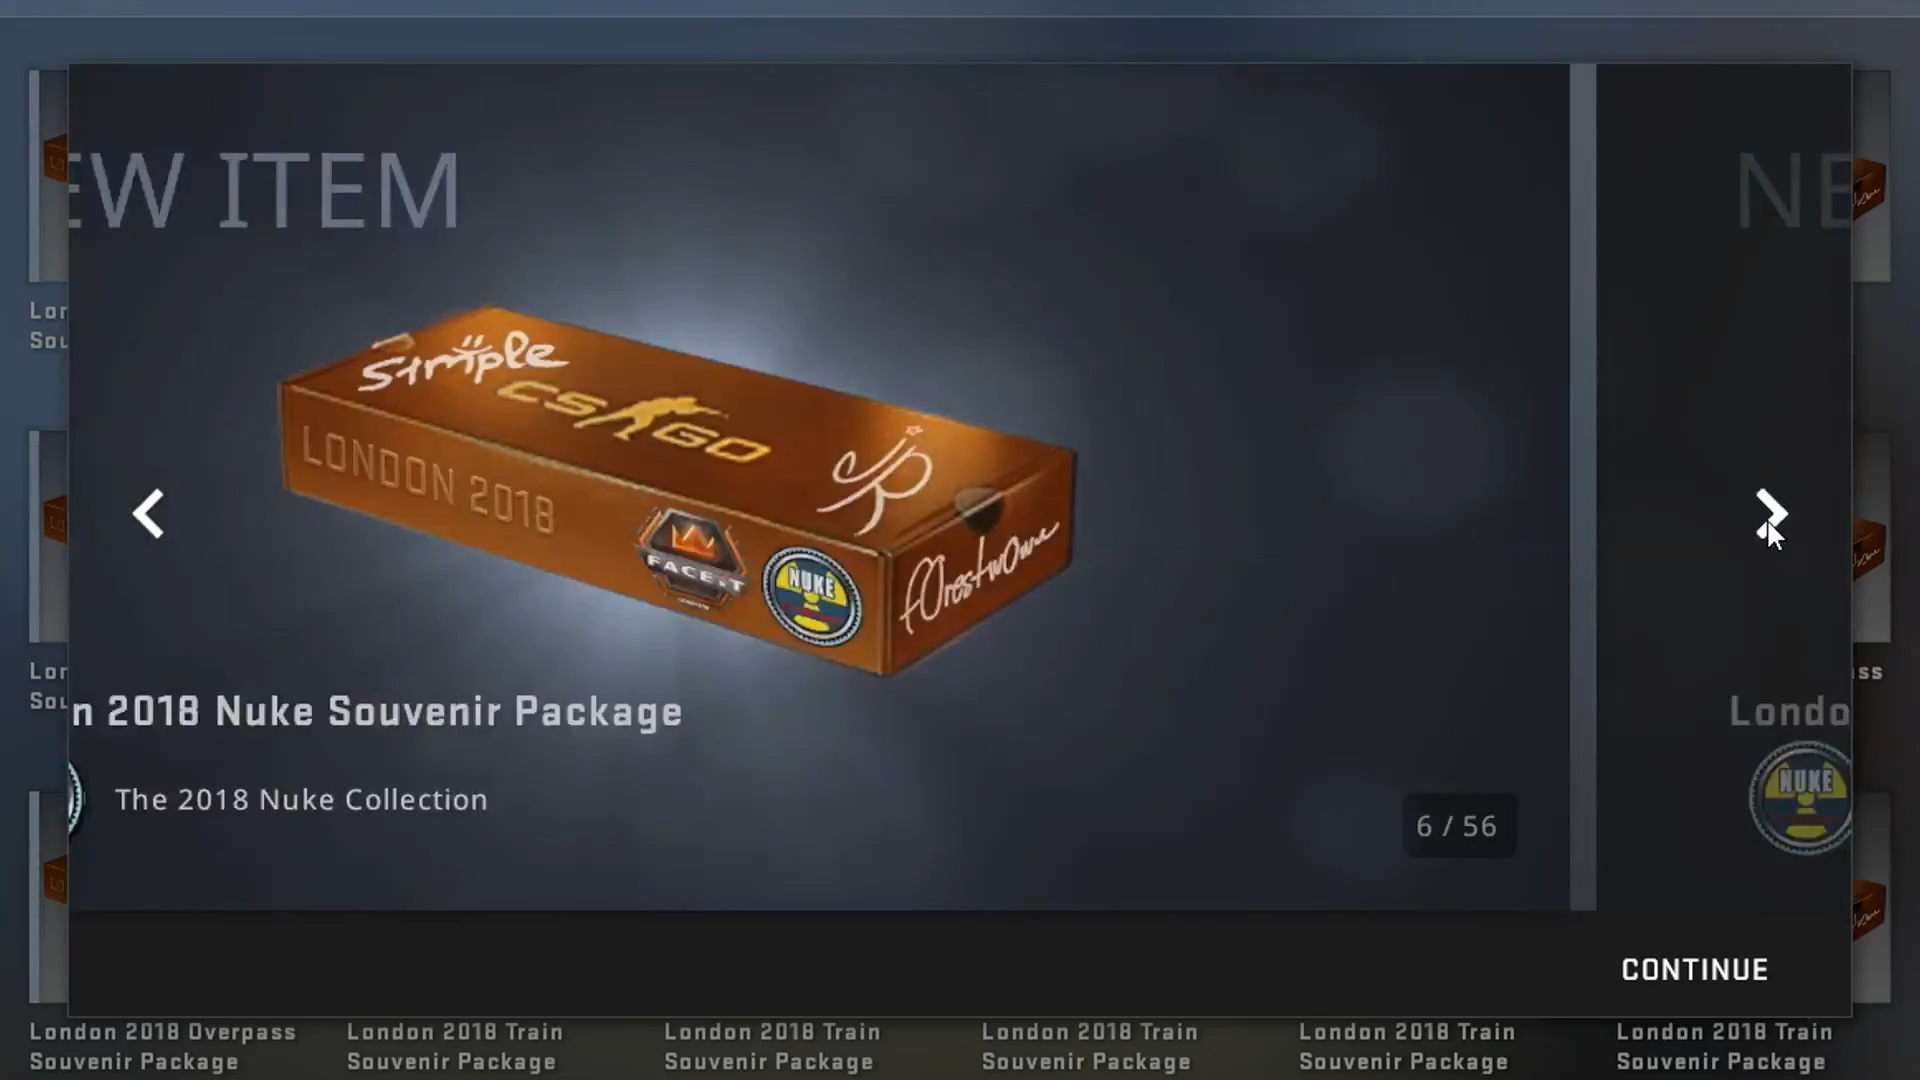 EW ITEM
NE
s1mple
CS GO
LONDON 2018
JR
FACEIT
NUKE
f0restwOw
n 2018 Nuke Souvenir Package
Londo
The 2018 Nuke Collection
NUKE
6 / 56
CONTINUE
Lor
Sou
Lor
Sou
ss
London 2018 Overpass
Souvenir Package
London 2018 Train
Souvenir Package
London 2018 Train
Souvenir Package
London 2018 Train
Souvenir Package
London 2018 Train
Souvenir Package
London 2018 Train
Souvenir Package